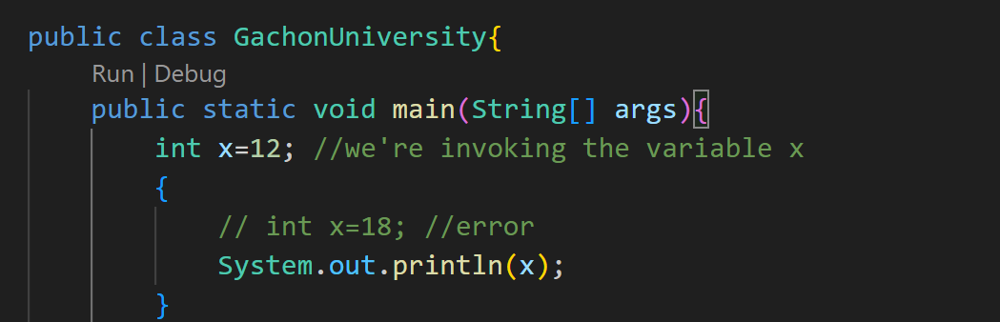 public class GachonUniversity{
Run | Debug
public static void main(String[] args){
int x=12; //we're invoking the variable x
{
// int x=18; //error
System.out.println(x);
}